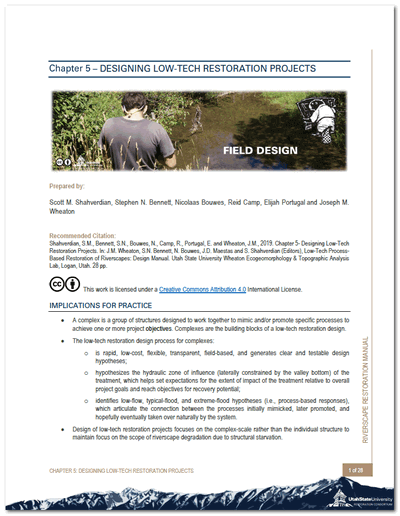 Chapter 5 – DESIGNING LOW-TECH RESTORATION PROJECTS
FIELD DESIGN
Prepared by:
Scott M. Shahverdian, Stephen N. Bennett, Nicolaas Bouwes, Reid Camp, Elijah Portugal and Joseph M.
Wheaton
Recommended Citation:
Shahverdian, S.M., Bennett, S.N., Bouwes, N., Camp, R., Portugal, E. and Wheaton, J.M., 2019. Chapter 5- Designing Low-Tech
Restoration Projects. In: J.M. Wheaton, S.N. Bennett, N. Bouwes, J.D. Maestas and S. Shahverdian (Editors), Low-Tech Process-
Based Restoration of Riverscapes: Design Manual. Utah State University Wheaton Ecogeomorphology & Topographic Analysis
Lab, Logan, Utah. 28 pp.
cc This work is licensed under a Creative Commons Attribution 4.0 International License.
IMPLICATIONS FOR PRACTICE
• A complex is a group of structures designed to work together to mimic and/or promote specific processes to
achieve one or more project objectives. Complexes are the building blocks of a low-tech restoration design.
• The low-tech restoration design process for complexes:
o is rapid, low-cost, flexible, transparent, field-based, and generates clear and testable design
hypotheses;
o hypothesizes the hydraulic zone of influence (laterally constrained by the valley bottom) of the
treatment, which helps set expectations for the extent of impact of the treatment relative to overall
project goals and reach objectives for recovery potential;
o identifies low-flow, typical-flood, and extreme-flood hypotheses (i.e., process-based responses),
which articulate the connection between the processes initially mimicked, later promoted, and
hopefully eventually taken over naturally by the system.
• Design of low-tech restoration projects focuses on the complex-scale rather than the individual structure to
maintain focus on the scope of riverscape degradation due to structural starvation.
RIVERSCAPE RESTORATION MANUAL
CHAPTER 5: DESIGNING LOW-TECH RESTORATION PROJECTS
1 of 28
UtahStateUniversity
RESTORATION CONSORTIUM